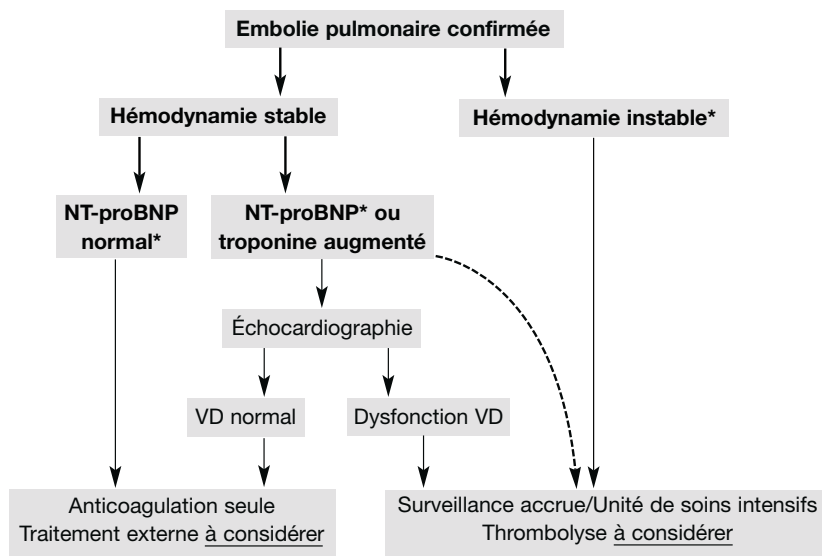 Embolie pulmonaire confirmée
Hémodynamie stable
Hémodynamie instable*
NT-proBNP
normal*
NT-proBNP* ou
troponine augmenté
Échocardiographie
VD normal
Dysfonction VD
Anticoagulation seule
Traitement externe à considérer
Surveillance accrue/Unité de soins intensifs
Thrombolyse à considérer